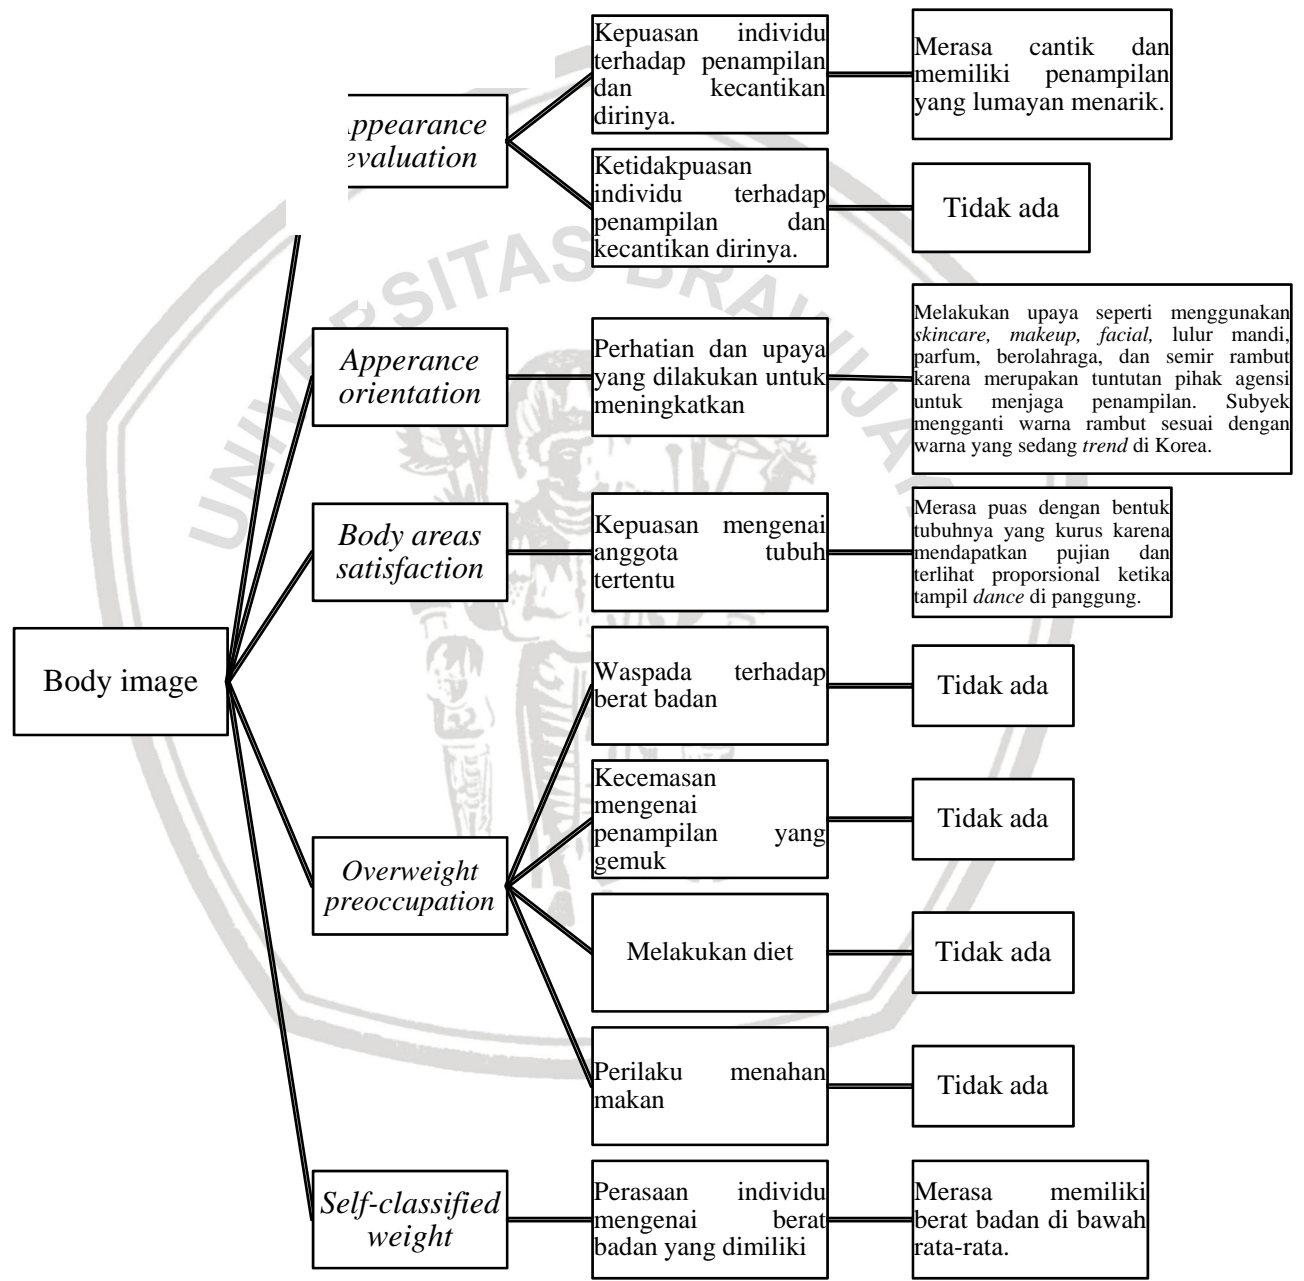 Kepuasan individu
terhadap penampilan
dan kecantikan
dirinya.
Merasa cantik dan
memiliki penampilan
yang lumayan menarik.
ppearance
evaluation
Ketidakpuasan
individu terhadap
penampilan dan
kecantikan dirinya.
Tidak ada
Apperance
orientation
Perhatian dan upaya
yang dilakukan untuk
meningkatkan
Melakukan upaya seperti menggunakan
skincare, makeup, facial, lulur mandi,
parfum, berolahraga, dan semir rambut
karena merupakan tuntutan pihak agensi
untuk menjaga penampilan. Subyek
mengganti warna rambut sesuai dengan
warna yang sedang trend di Korea.
Body areas
satisfaction
Kepuasan mengenai
anggota tubuh
tertentu
Merasa puas dengan bentuk
tubuhnya yang kurus karena
mendapatkan pujian dan
terlihat proporsional ketika
tampil dance di panggung.
Body image
Waspada terhadap
berat badan
Tidak ada
Kecemasan
mengenai
penampilan yang
gemuk
Tidak ada
Overweight
preoccupation
Melakukan diet
Tidak ada
Perilaku menahan
makan
Tidak ada
Self-classified
weight
Perasaan individu
mengenai berat
badan yang dimiliki
Merasa memiliki
berat badan di bawah
rata-rata.